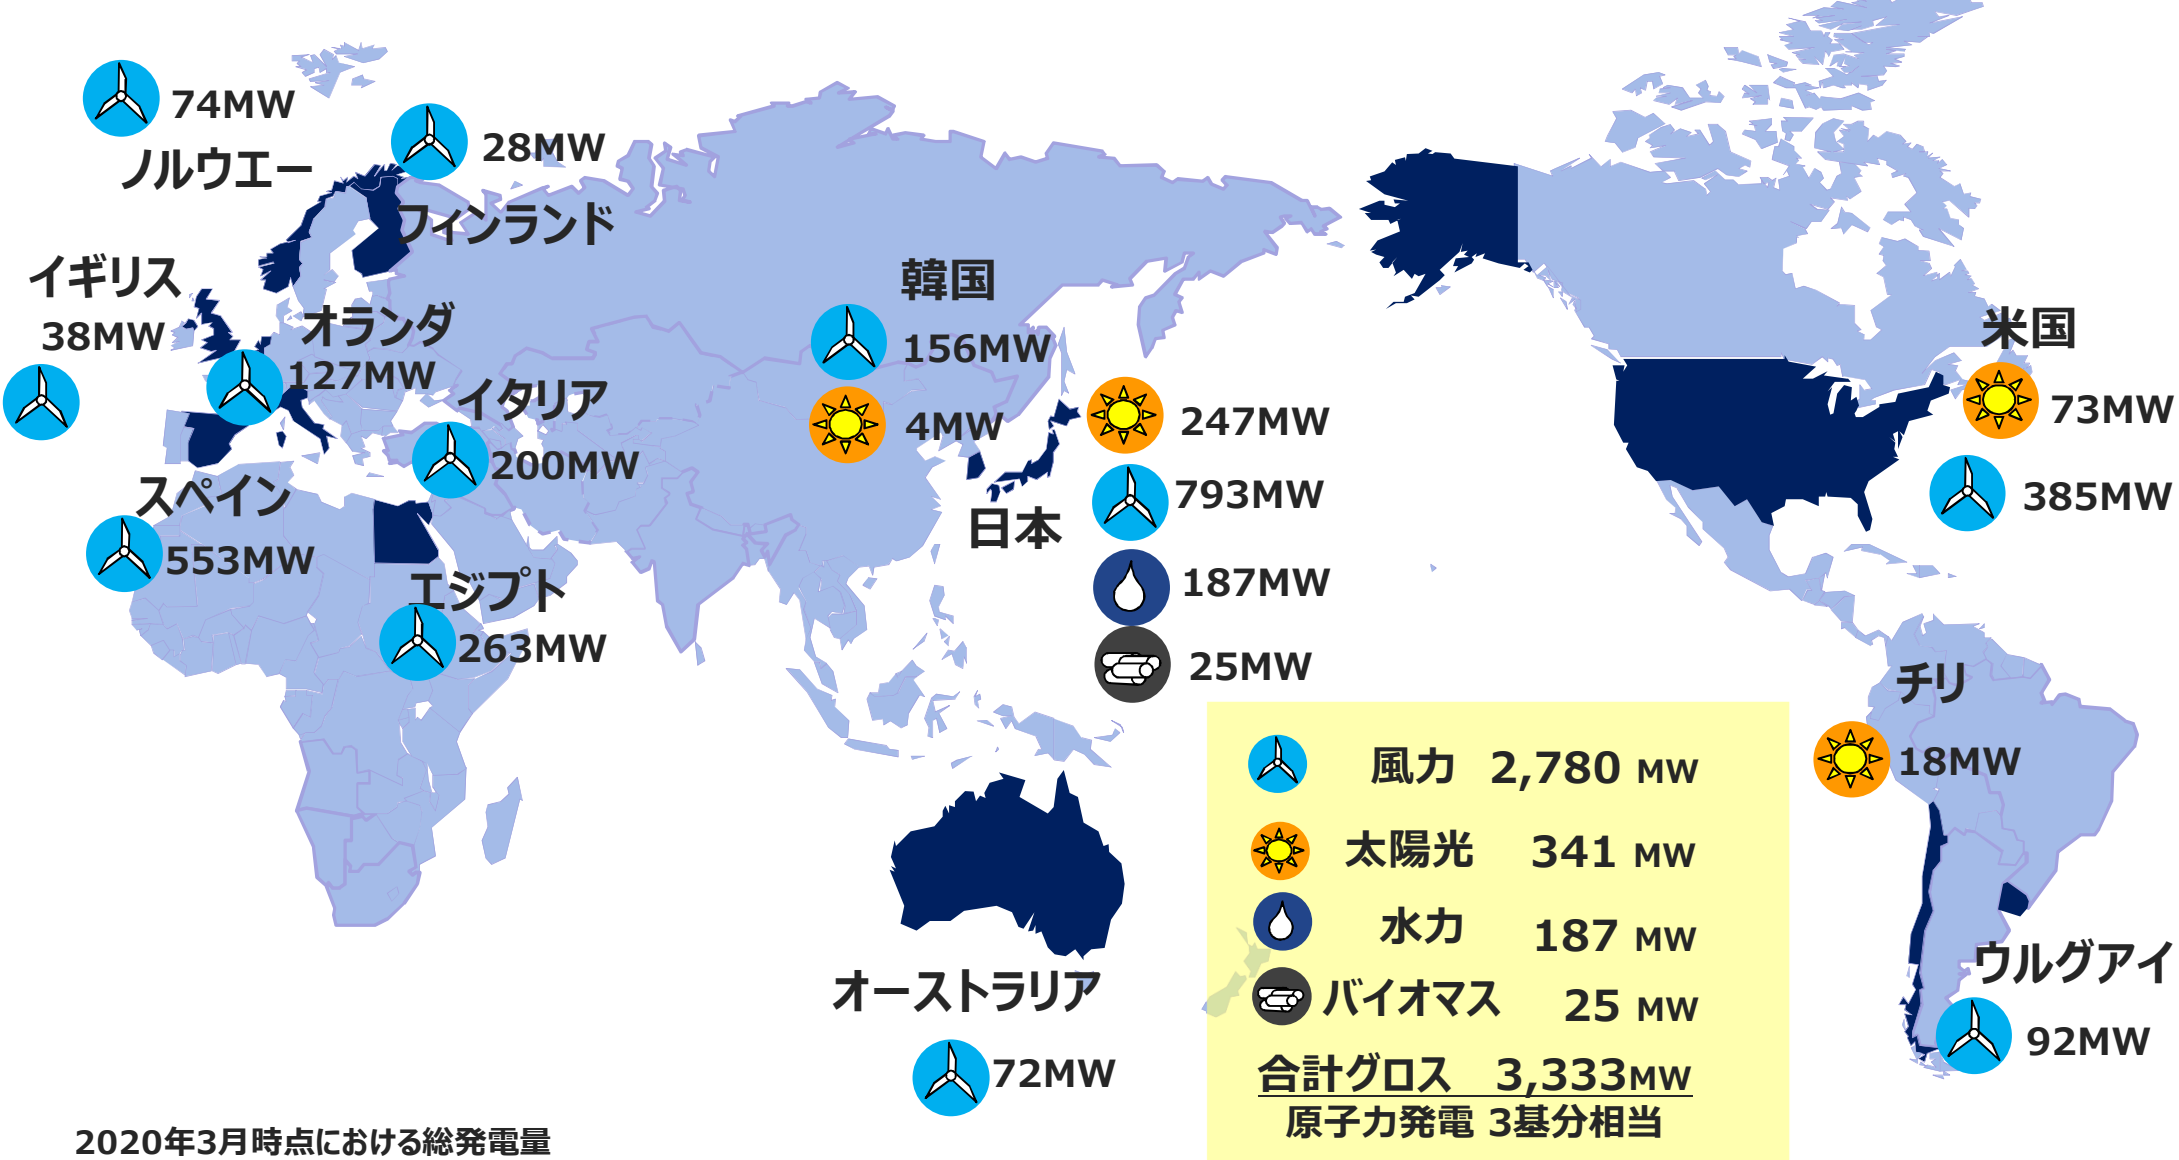 74MW
ノルウエー
28MW
フィンランド
イギリス
38MW
オランダ
127MW
イタリア
200MW
スペイン
553MW
エジプト
263MW
韓国
156MW
4MW
日本
247MW
793MW
187MW
25MW
米国
73MW
385MW
チリ
18MW
ウルグアイ
92MW
オーストラリア
72MW
風力 2,780 MW
太陽光 341 MW
水力 187 MW
バイオマス 25 MW
合計グロス 3,333MW
原子力発電 3基分相当
2020年3月時点における総発電量